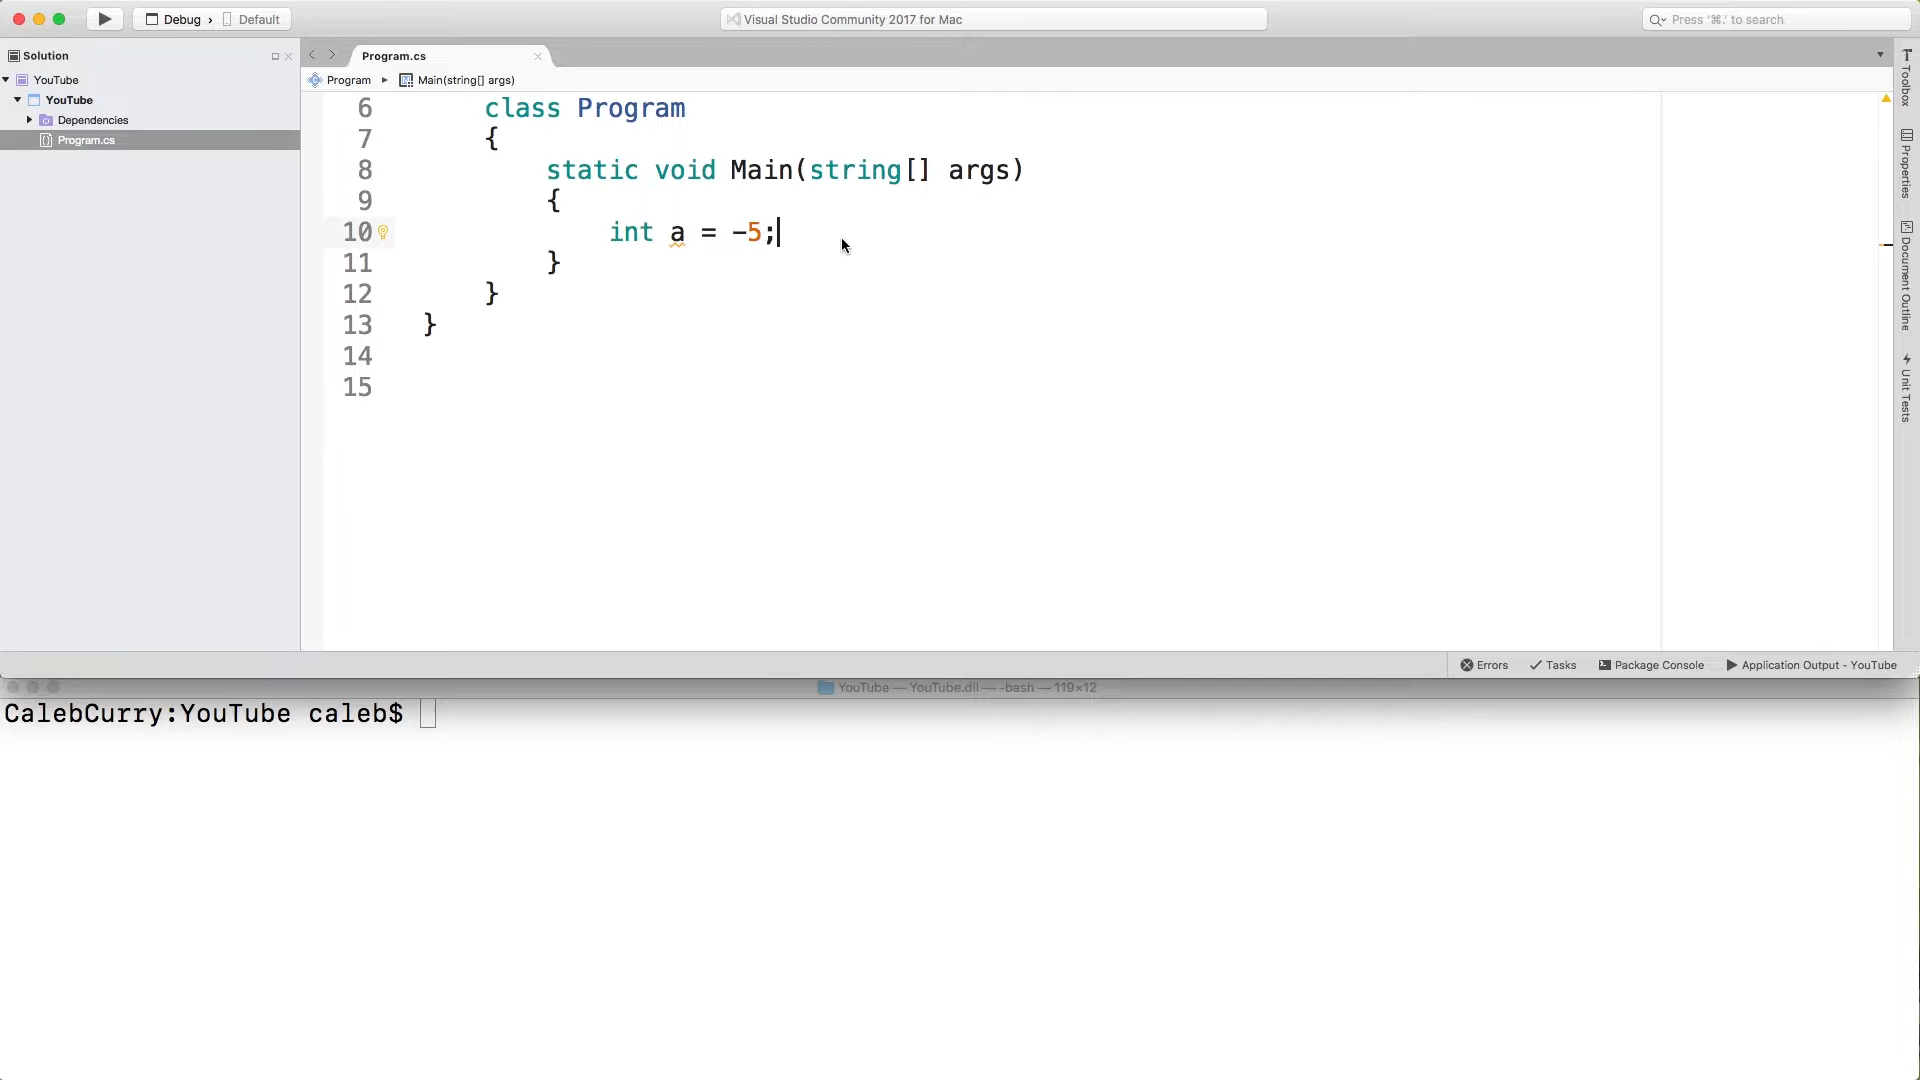 Debug › Default
Visual Studio Community 2017 for Mac
Press '⌘.' to search
Solution
YouTube
YouTube
Dependencies
Program.cs
Program.cs
Program ▸ Main(string[] args)
6 class Program
7 {
8 static void Main(string[] args)
9 {
10 int a = -5;
11 }
12 }
13 }
14
15
Toolbox
Properties
Document Outline
Unit Tests
Errors
Tasks
Package Console
Application Output - YouTube
YouTube — YouTube.dll — -bash — 119×12
CalebCurry:YouTube caleb$